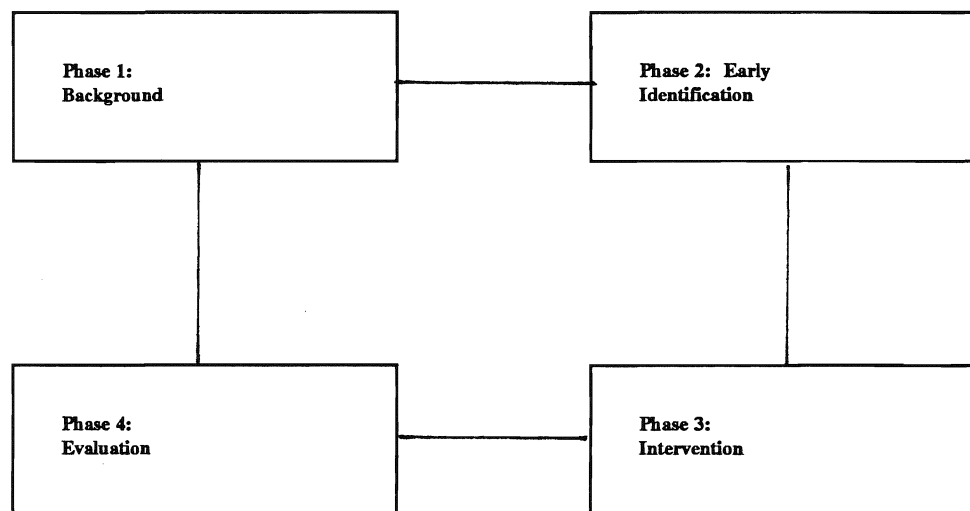 Phase 1:
Background
Phase 2: Early
Identification
Phase 4:
Evaluation
Phase 3:
Intervention